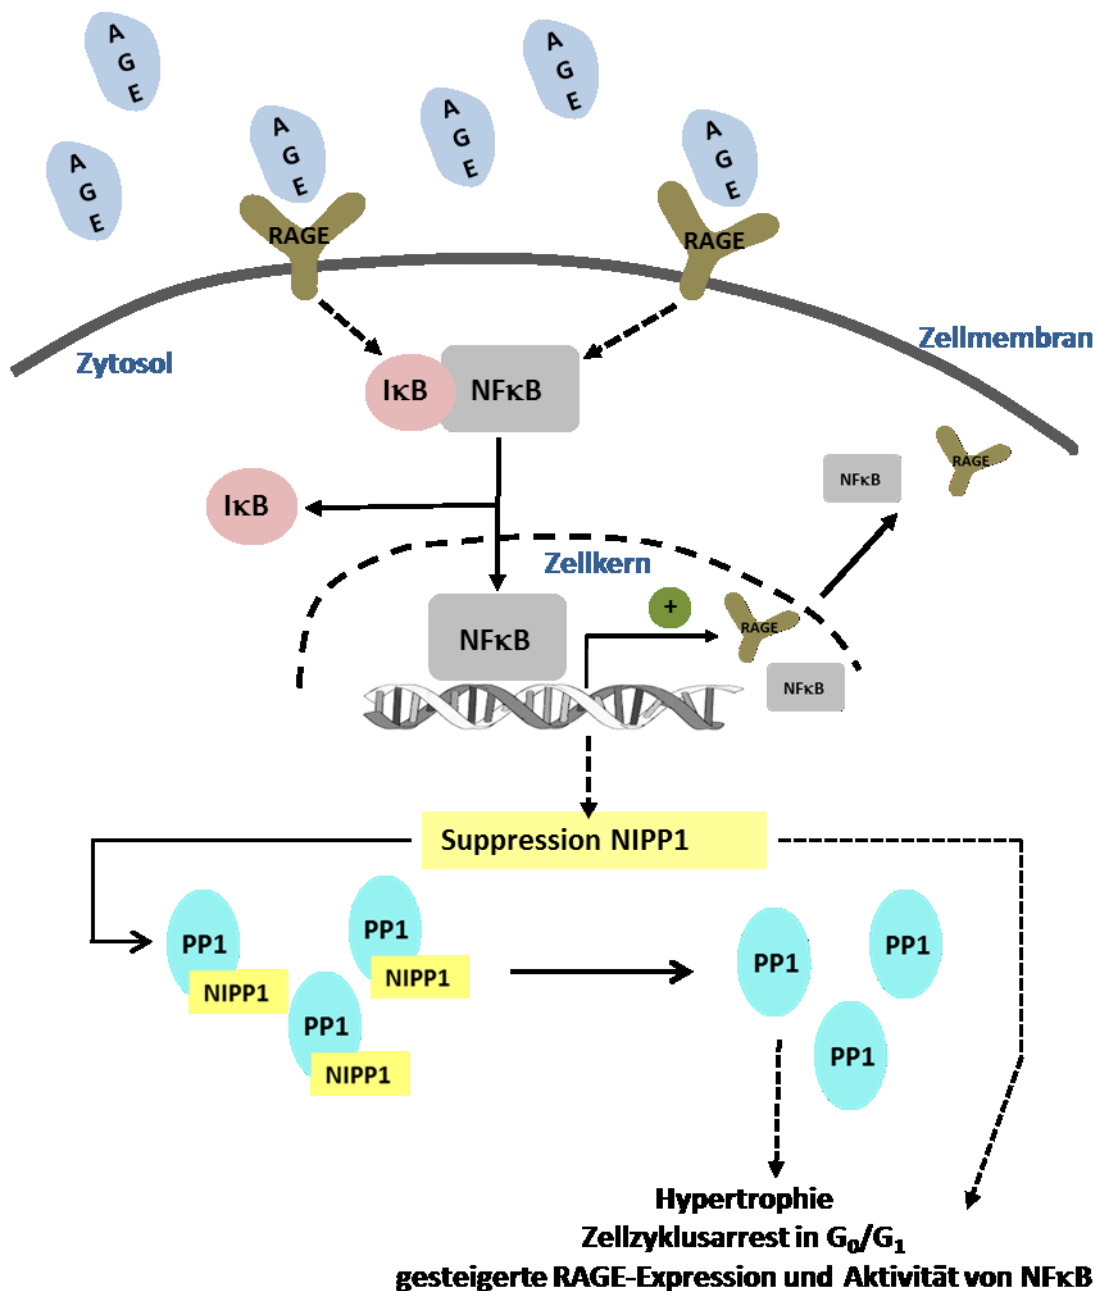 A
G
E
A
G
E
A
G
E
A
G
E
A
G
E
A
G
E
RAGE
RAGE
Zellmembran
Zytosol
IκB
NFκB
RAGE
NFκB
IκB
Zellkern
+
NFκB
RAGE
NFκB
Suppression NIPP1
PP1
NIPP1
PP1
NIPP1
PP1
NIPP1
PP1
PP1
PP1
Hypertrophie
Zellzyklusarrest in G₀/G₁
gesteigerte RAGE-Expression und Aktivität von NFκB